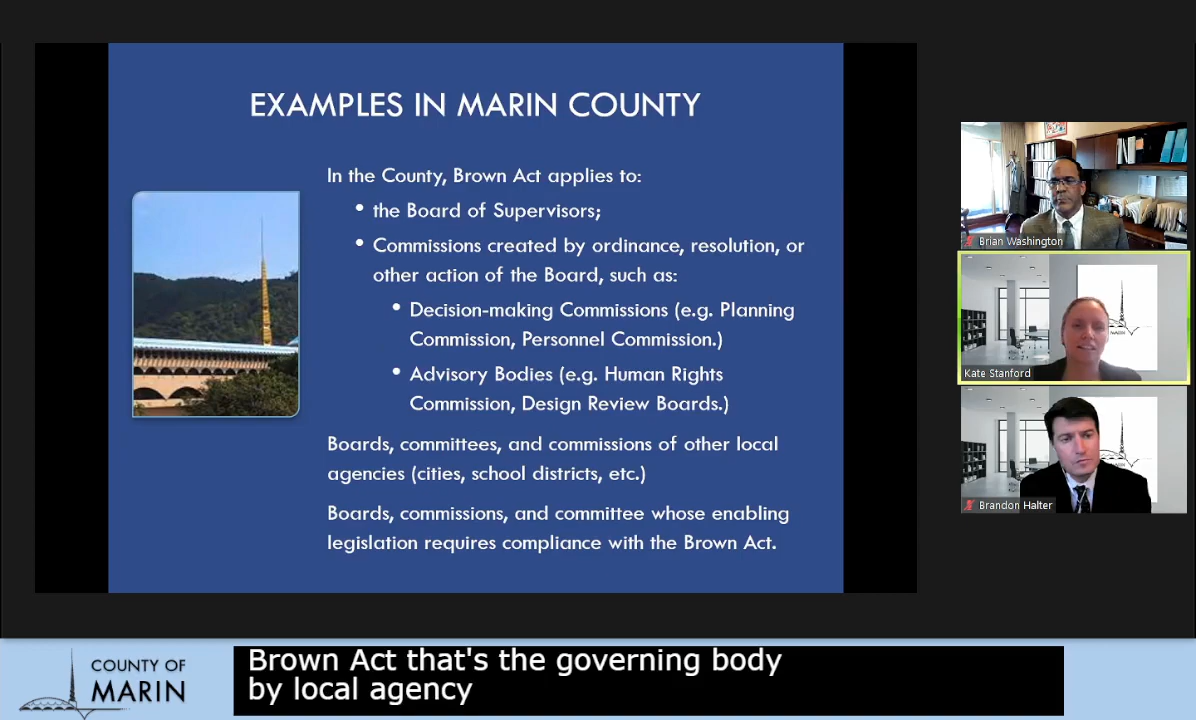 EXAMPLES IN MARIN COUNTY
In the County, Brown Act applies to:
• the Board of Supervisors;
• Commissions created by ordinance, resolution, or
other action of the Board, such as:
• Decision-making Commissions (e.g. Planning
Commission, Personnel Commission.)
• Advisory Bodies (e.g. Human Rights
Commission, Design Review Boards.)
Boards, committees, and commissions of other local
agencies (cities, school districts, etc.)
Boards, commissions, and committee whose enabling
legislation requires compliance with the Brown Act.
Brian Washington
Kate Stanford
Brandon Halter
COUNTY OF
MARIN
Brown Act that's the governing body
by local agency